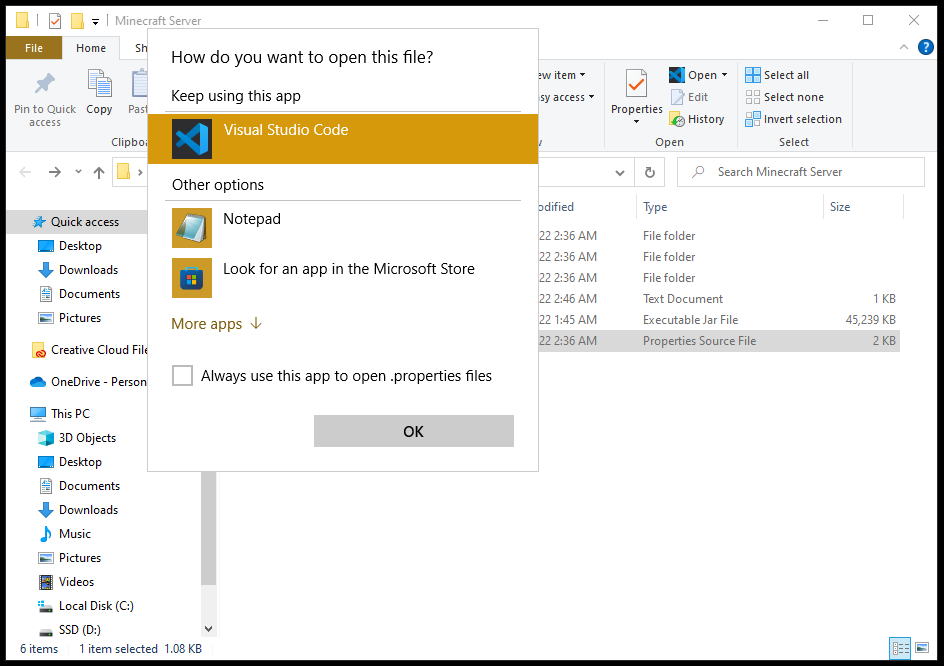 Minecraft Server
File
Home
Sh
Pin to Quick
access
Copy
Past
Clipboa
ew item
sy access
Properties
Open
Edit
History
Open
Select all
Select none
Invert selection
Select
Search Minecraft Server
How do you want to open this file?
Keep using this app
Visual Studio Code
Other options
Notepad
Look for an app in the Microsoft Store
More apps
Always use this app to open .properties files
OK
Quick access
Desktop
Downloads
Documents
Pictures
Creative Cloud File
OneDrive - Person
This PC
3D Objects
Desktop
Documents
Downloads
Music
Pictures
Videos
Local Disk (C:)
SSD (D:)
odified Type Size
22 2:36 AM File folder
22 2:36 AM File folder
22 2:36 AM File folder
22 2:46 AM Text Document 1 KB
22 1:45 AM Executable Jar File 45,239 KB
22 2:36 AM Properties Source File 2 KB
6 items 1 item selected 1.08 KB